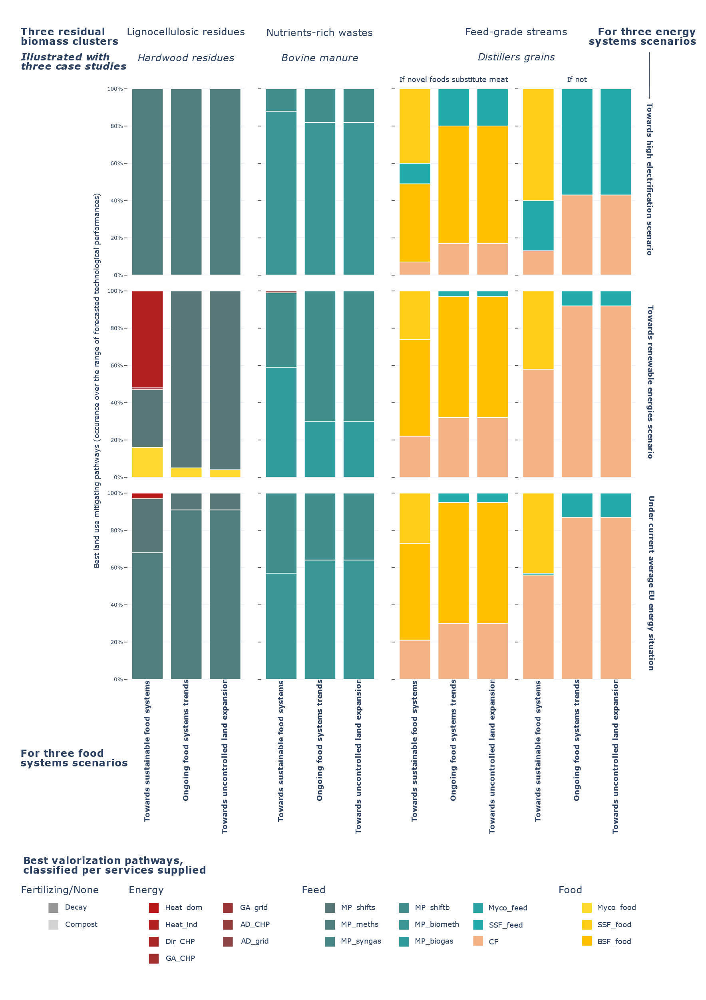 Three residual
biomass clusters
Lignocellulosic residues
Nutrients-rich wastes
Feed-grade streams
For three energy
systems scenarios
Illustrated with
three case studies
Hardwood residues
Bovine manure
Distillers grains
If novel foods substitute meat
If not
100%
80%
60%
40%
20%
0%
Towards high electrification scenario
100%
80%
60%
40%
20%
0%
Towards renewable energies scenario
100%
80%
60%
40%
20%
0%
Under current average EU energy situation
Best land use mitigating pathways (occurence over the range of forecasted technological performances)
Towards sustainable food systems
Ongoing food systems trends
Towards uncontrolled land expansion
Towards sustainable food systems
Ongoing food systems trends
Towards uncontrolled land expansion
Towards sustainable food systems
Ongoing food systems trends
Towards uncontrolled land expansion
Towards sustainable food systems
Ongoing food systems trends
Towards uncontrolled land expansion
For three food
systems scenarios
Best valorization pathways,
classified per services supplied
Fertilizing/None
Decay
Compost
Energy
Heat_dom
Heat_ind
Dir_CHP
GA_CHP
GA_grid
AD_CHP
AD_grid
Feed
MP_shifts
MP_meths
MP_syngas
MP_shiftb
MP_biometh
MP_biogas
Myco_feed
SSF_feed
CF
Food
Myco_food
SSF_food
BSF_food